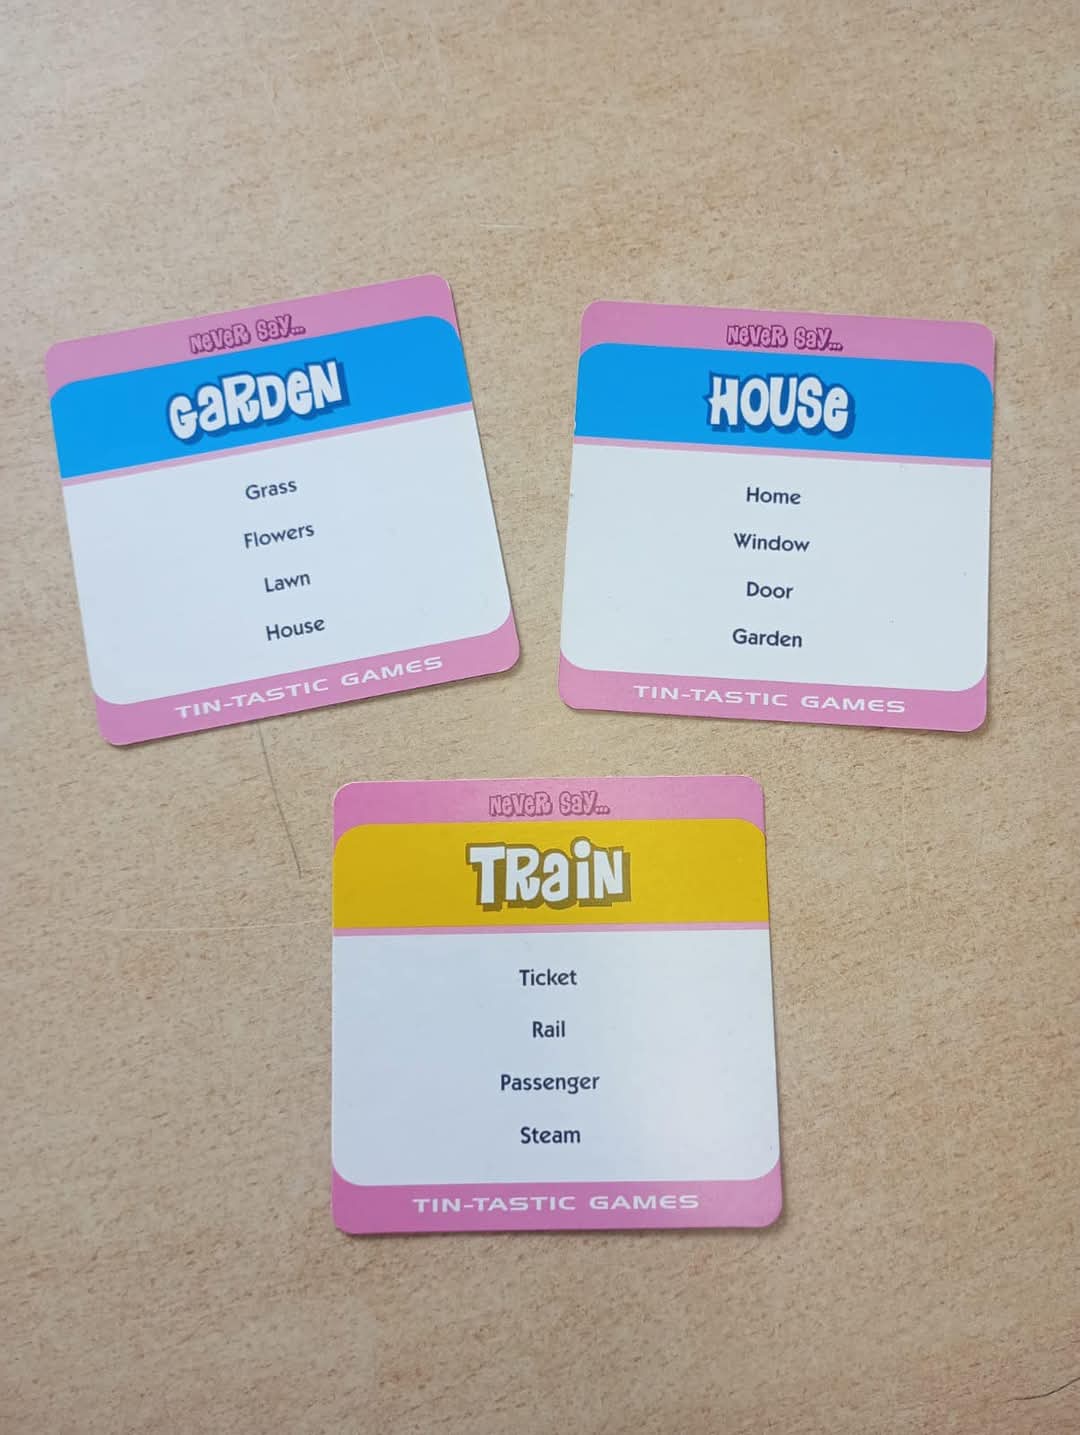 Never Say...
Garden
Grass
Flowers
Lawn
House
TIN-TASTIC GAMES
Never Say...
House
Home
Window
Door
Garden
TIN-TASTIC GAMES
Never Say...
Train
Ticket
Rail
Passenger
Steam
TIN-TASTIC GAMES